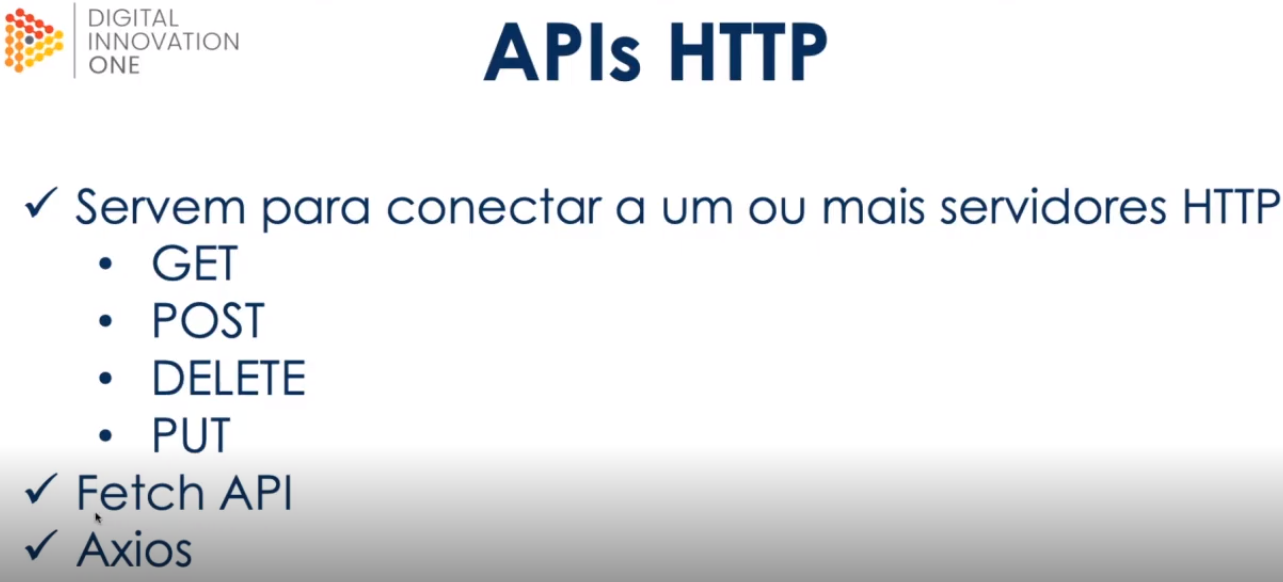 DIGITAL
INNOVATION
ONE
APIs HTTP
✓ Servem para conectar a um ou mais servidores HTTP
• GET
• POST
• DELETE
• PUT
✓ Fetch API
✓ Axios